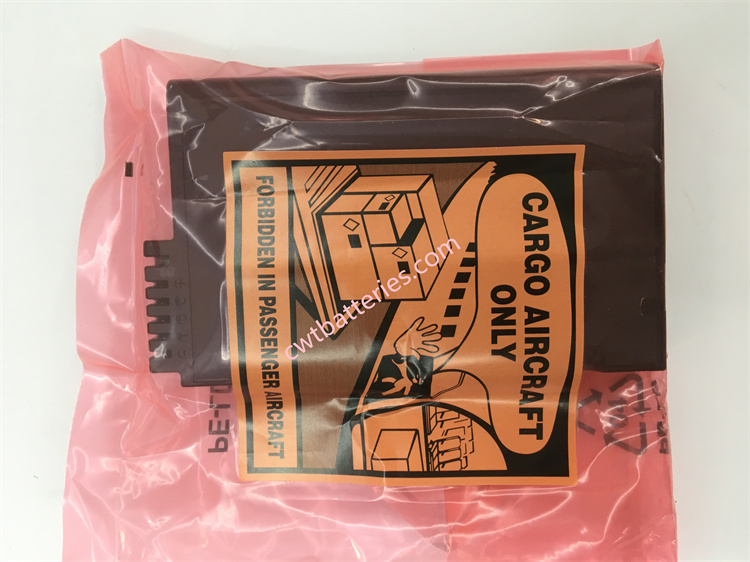 CARGO AIRCRAFT
ONLY
FORBIDDEN IN PASSENGER AIRCRAFT
cwtbatteries.com